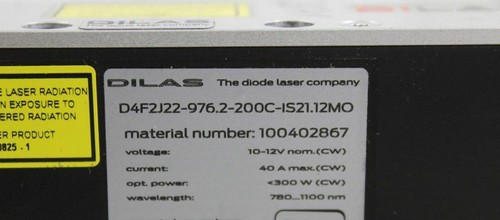 DILAS The diode laser company
D4F2J22-976.2-200C-IS21.12MO
material number: 100402867
voltage: 10-12V nom.(CW)
current: 40 A max.(CW)
opt. power: <300 W (CW)
wavelength: 780...1100 nm
LASER RADIATION
EXPOSURE TO
RADIATION
PRODUCT
0825 - 1
DILAS